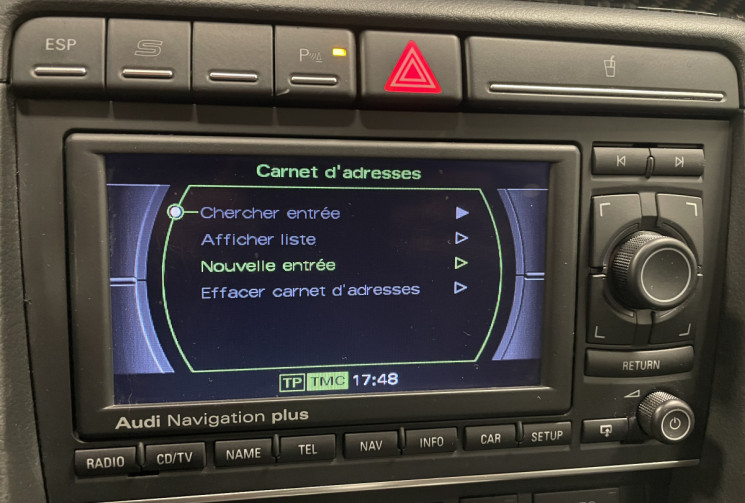 ESP
S
P
Carnet d'adresses
Chercher entrée
Afficher liste
Nouvelle entrée
Effacer carnet d'adresses
TP TMC 17:48
RETURN
Audi Navigation plus
RADIO CD/TV NAME TEL NAV INFO CAR SETUP